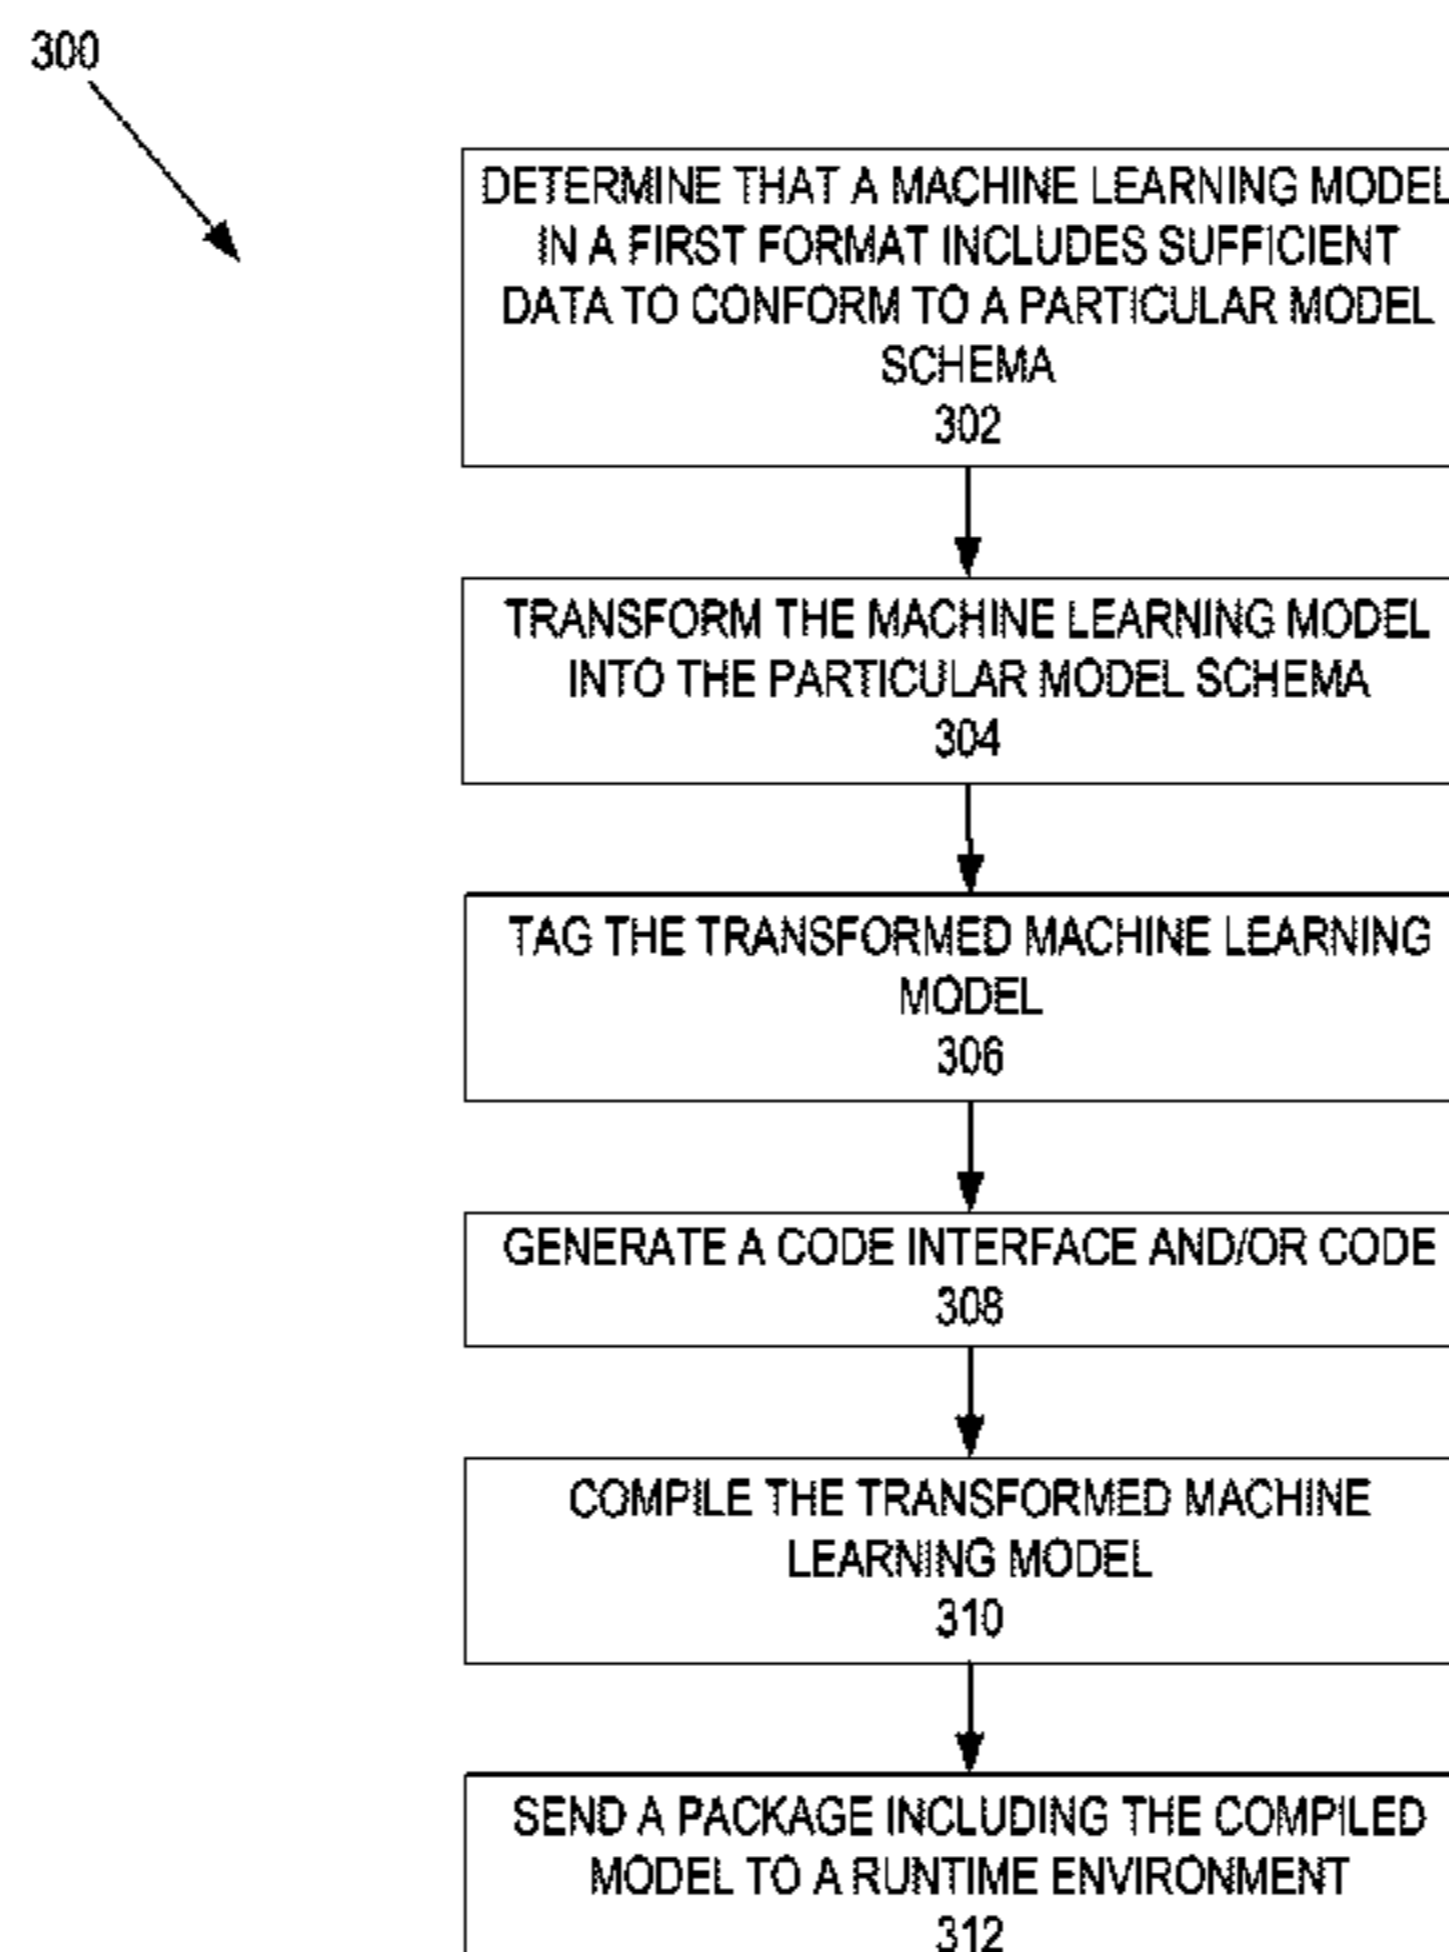 300
DETERMINE THAT A MACHINE LEARNING MODEL
IN A FIRST FORMAT INCLUDES SUFFICIENT
DATA TO CONFORM TO A PARTICULAR MODEL
SCHEMA
302
TRANSFORM THE MACHINE LEARNING MODEL
INTO THE PARTICULAR MODEL SCHEMA
304
TAG THE TRANSFORMED MACHINE LEARNING
MODEL
306
GENERATE A CODE INTERFACE AND/OR CODE
308
COMPILE THE TRANSFORMED MACHINE
LEARNING MODEL
310
SEND A PACKAGE INCLUDING THE COMPILED
MODEL TO A RUNTIME ENVIRONMENT
312